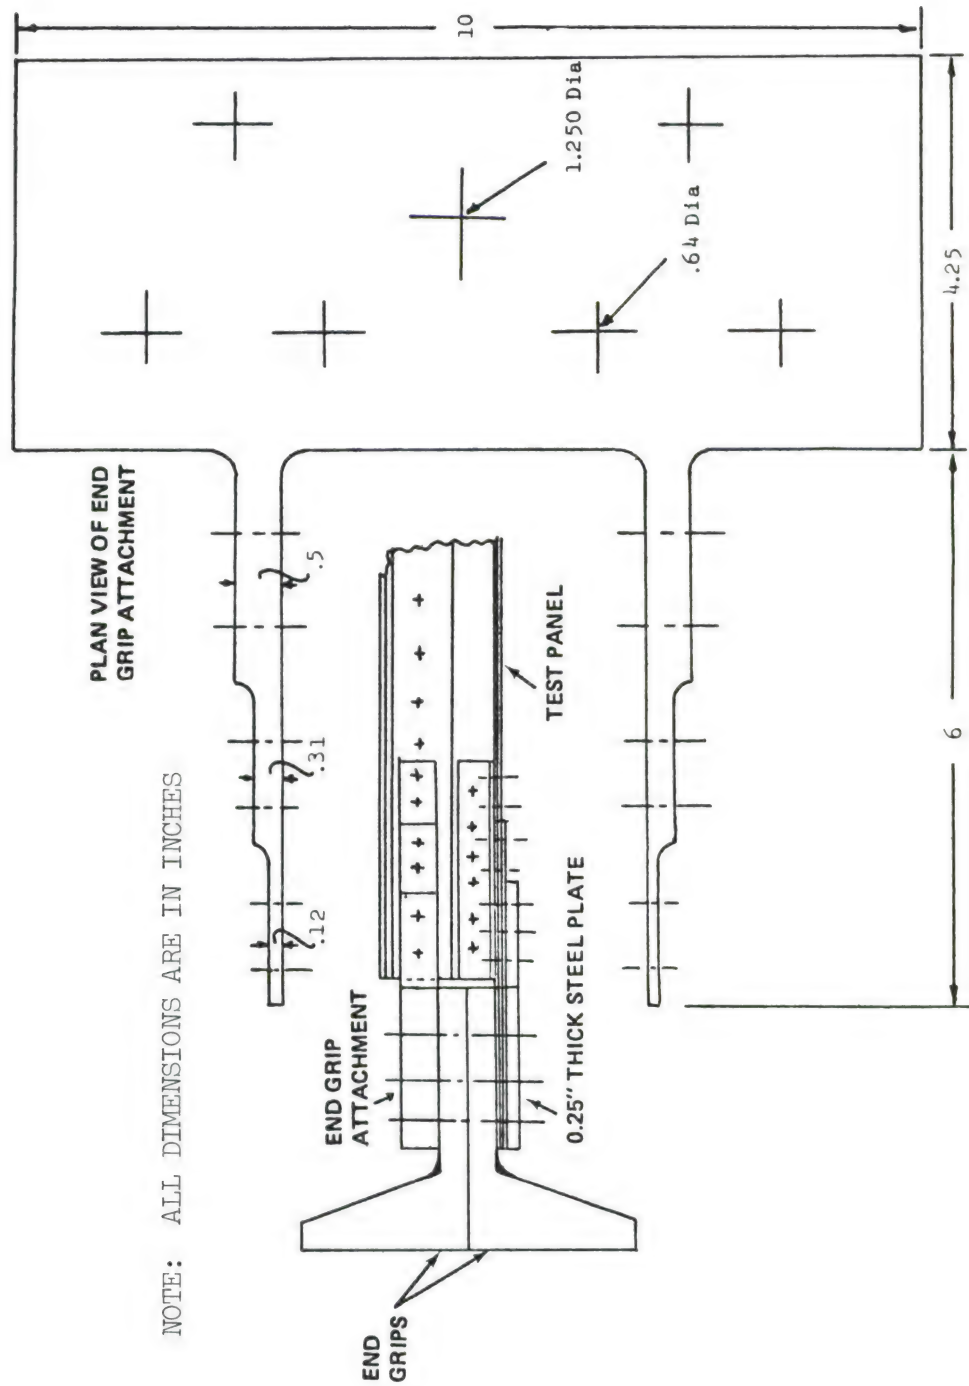 NOTE: ALL DIMENSIONS ARE IN INCHES
PLAN VIEW OF END
GRIP ATTACHMENT
.12
.31
.5
10
1.250 Dia
.64 Dia
4.25
6
END GRIP
ATTACHMENT
TEST PANEL
0.25" THICK STEEL PLATE
END
GRIPS